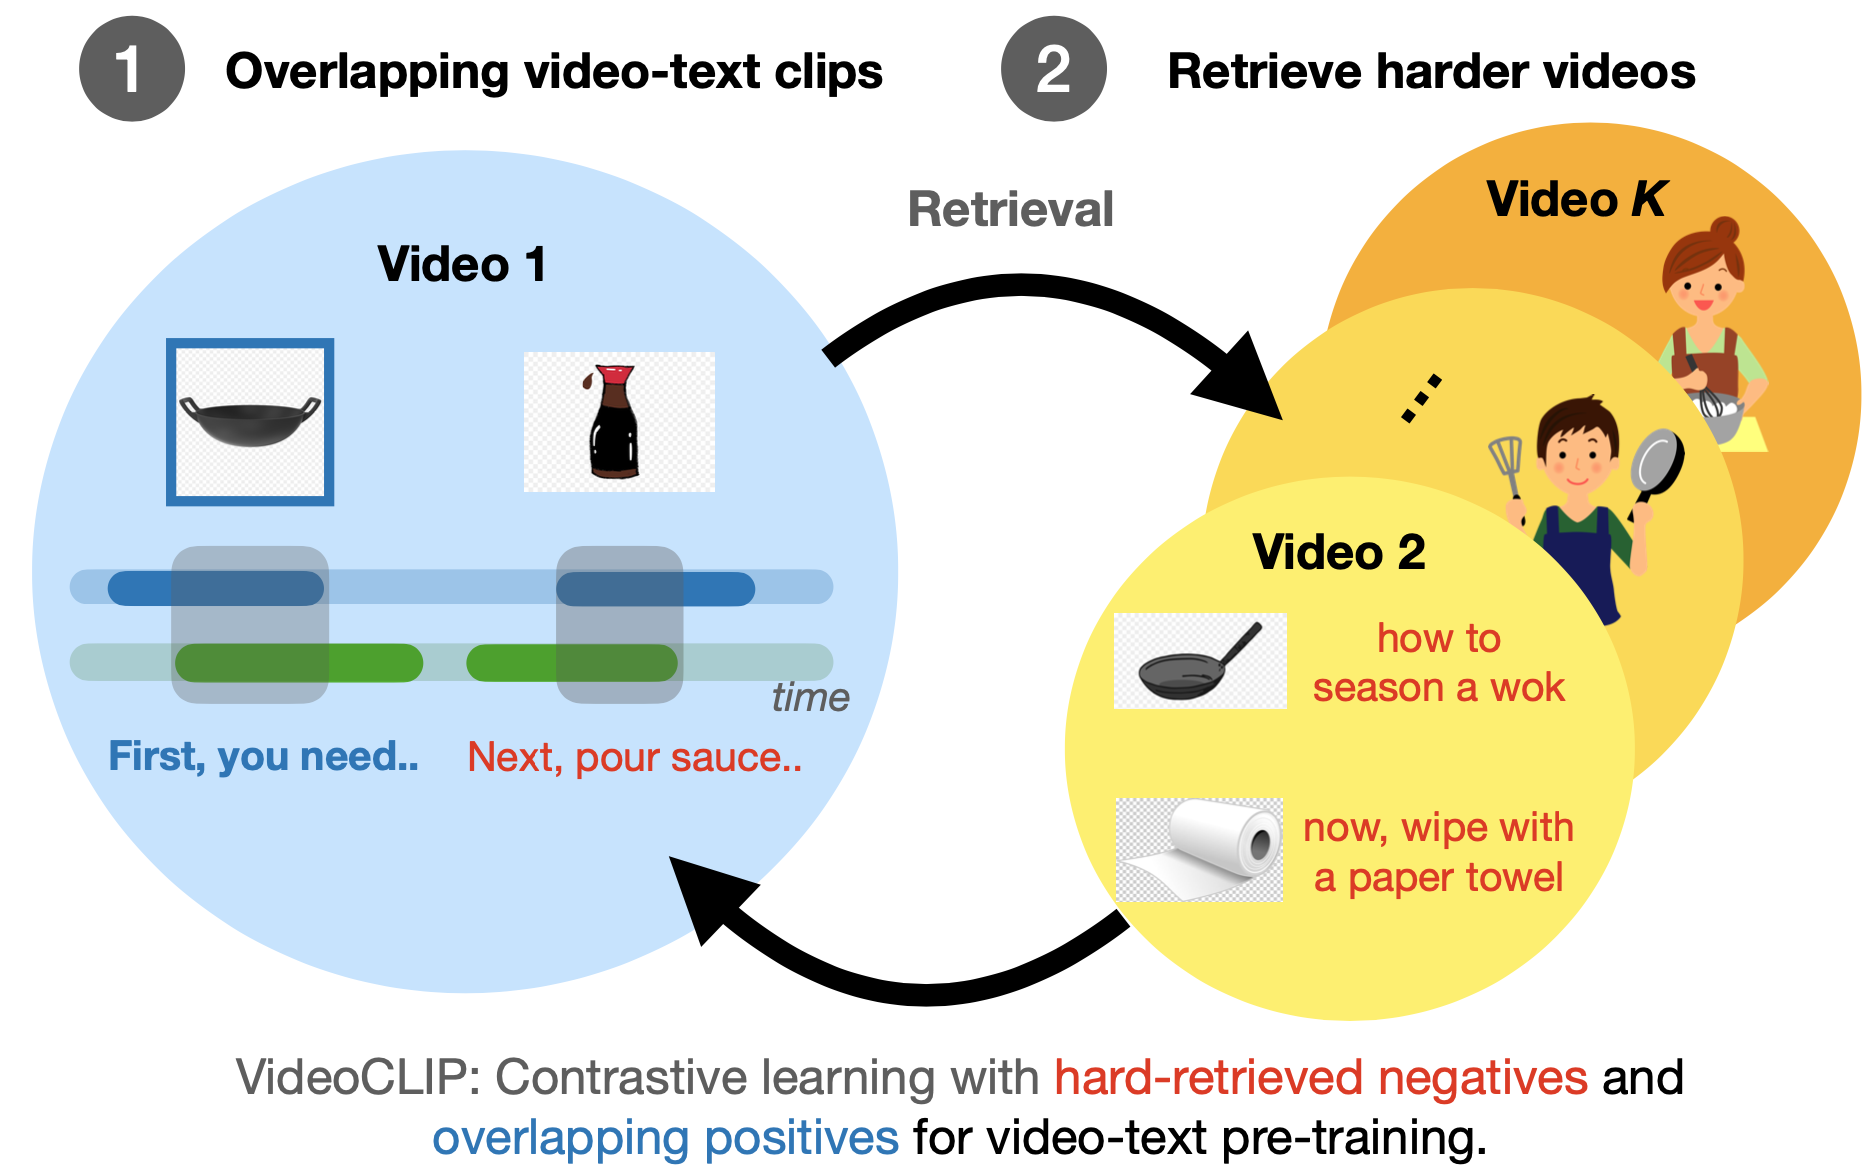 1
Overlapping video-text clips
2
Retrieve harder videos
Video 1
Retrieval
Video K
time
First, you need..
Next, pour sauce..
Video 2
how to
season a wok
now, wipe with
a paper towel
VideoCLIP: Contrastive learning with hard-retrieved negatives and
overlapping positives for video-text pre-training.